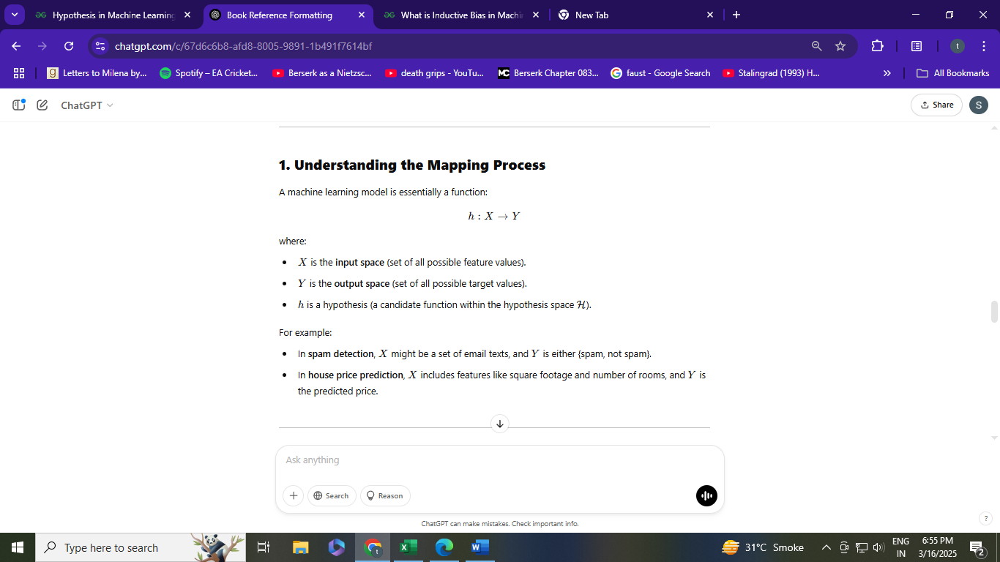 Hypothesis in Machine Learning
Book Reference Formatting
What is Inductive Bias in Machin
New Tab
chatgpt.com/c/67d6c6b8-afd8-8005-9891-1b491f7614bf
t
Letters to Milena by...
Spotify – EA Cricket...
Berserk as a Nietzsc...
death grips - YouTu...
MC
Berserk Chapter 083...
faust - Google Search
Stalingrad (1993) H...
»
All Bookmarks
ChatGPT
Share
S
1. Understanding the Mapping Process
A machine learning model is essentially a function:
h : X → Y
where:
• X is the input space (set of all possible feature values).
• Y is the output space (set of all possible target values).
• h is a hypothesis (a candidate function within the hypothesis space ℋ).
For example:
• In spam detection, X might be a set of email texts, and Y is either {spam, not spam}.
• In house price prediction, X includes features like square footage and number of rooms, and Y is
the predicted price.
Ask anything
Search
Reason
ChatGPT can make mistakes. Check important info.
?
Type here to search
31°C Smoke
ENG
IN
6:55 PM
3/16/2025
2